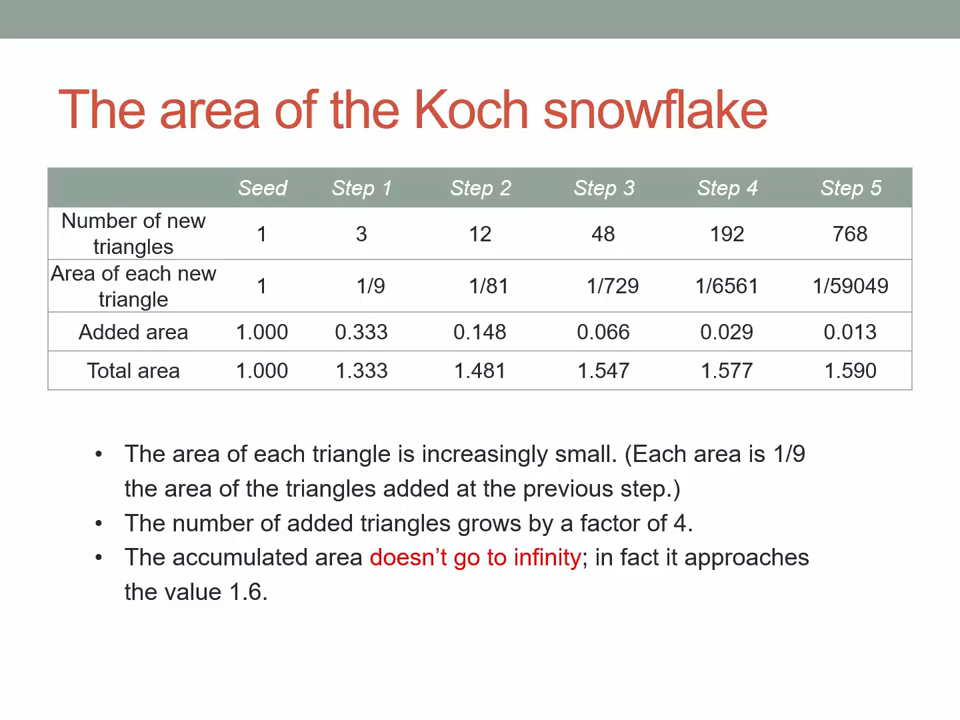 The area of the Koch snowflake
Seed Step 1 Step 2 Step 3 Step 4 Step 5
Number of new
triangles 1 3 12 48 192 768
Area of each new
triangle 1 1/9 1/81 1/729 1/6561 1/59049
Added area 1.000 0.333 0.148 0.066 0.029 0.013
Total area 1.000 1.333 1.481 1.547 1.577 1.590
• The area of each triangle is increasingly small. (Each area is 1/9
the area of the triangles added at the previous step.)
• The number of added triangles grows by a factor of 4.
• The accumulated area doesn’t go to infinity; in fact it approaches
the value 1.6.